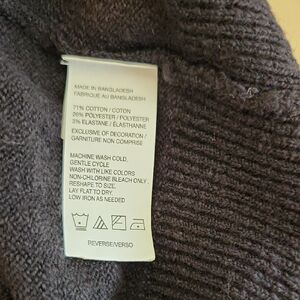 MADE IN BANGLADESH
FABRIQUÉ AU BANGLADESH
71% COTTON / COTON
26% POLYESTER / POLYESTER
3% ELASTANE / ÉLASTHANNE
EXCLUSIVE OF DECORATION /
GARNITURE NON COMPRISE
MACHINE WASH COLD,
GENTLE CYCLE
WASH WITH LIKE COLORS
NON-CHLORINE BLEACH ONLY
RESHAPE TO SIZE.
LAY FLAT TO DRY.
LOW IRON AS NEEDED
REVERSE/VERSO